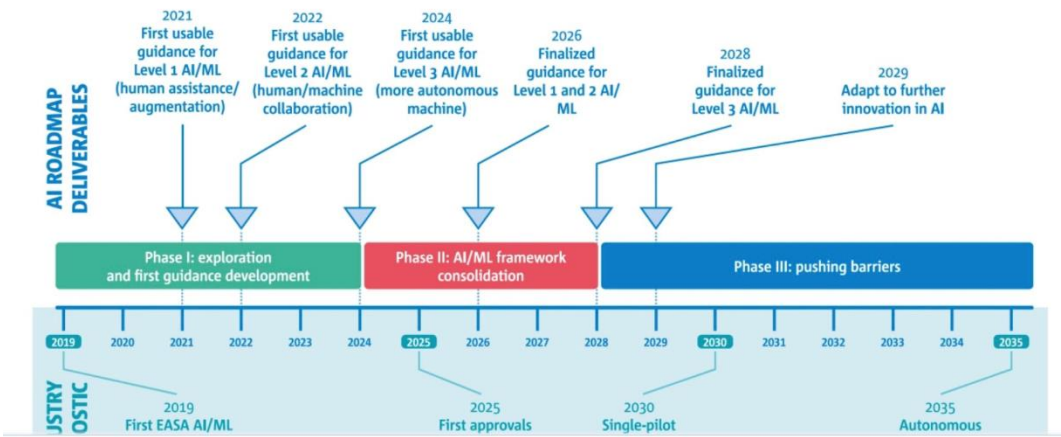 AI ROADMAP
DELIVERABLES
2021
First usable
guidance for
Level 1 AI/ML
(human assistance/
augmentation)
2022
First usable
guidance for
Level 2 AI/ML
(human/machine
collaboration)
2024
First usable
guidance for
Level 3 AI/ML
(more autonomous
machine)
2026
Finalized
guidance for
Level 1 and 2 AI/
ML
2028
Finalized
guidance for
Level 3 AI/ML
2029
Adapt to further
innovation in AI
Phase I: exploration
and first guidance development
Phase II: AI/ML framework
consolidation
Phase III: pushing barriers
2019 2020 2021 2022 2023 2024 2025 2026 2027 2028 2029 2030 2031 2032 2033 2034 2035
USTRY
OSTIC
2019
First EASA AI/ML
2025
First approvals
2030
Single-pilot
2035
Autonomous